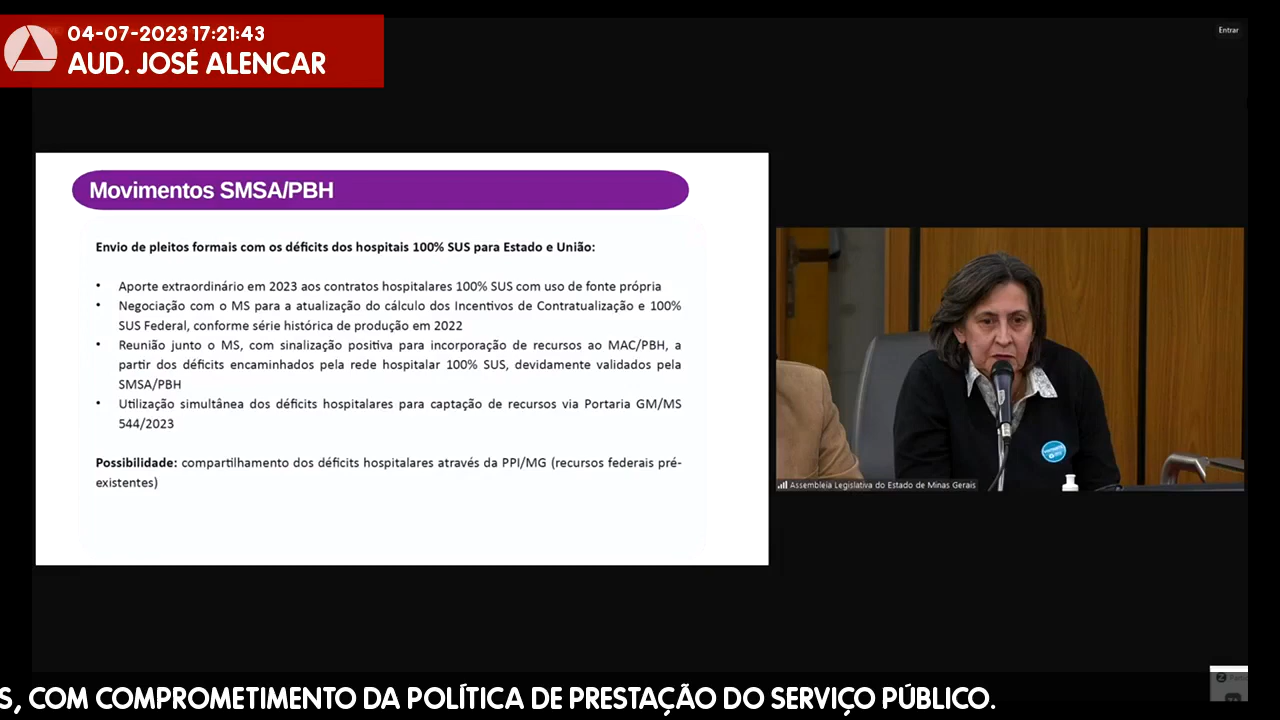 04-07-2023 17:21:43
AUD. JOSÉ ALENCAR
Entrar
Movimentos SMSA/PBH
Envio de pleitos formais com os déficits dos hospitais 100% SUS para Estado e União:
• Aporte extraordinário em 2023 aos contratos hospitalares 100% SUS com uso de fonte própria
• Negociação com o MS para a atualização do cálculo dos Incentivos de Contratualização e 100%
SUS Federal, conforme série histórica de produção em 2022
• Reunião junto o MS, com sinalização positiva para incorporação de recursos ao MAC/PBH, a
partir dos déficits encaminhados pela rede hospitalar 100% SUS, devidamente validados pela
SMSA/PBH
• Utilização simultânea dos déficits hospitalares para captação de recursos via Portaria GM/MS
544/2023
Possibilidade: compartilhamento dos déficits hospitalares através da PPI/MG (recursos federais pré-
existentes)
Assembleia Legislativa do Estado de Minas Gerais
S, COM COMPROMETIMENTO DA POLÍTICA DE PRESTAÇÃO DO SERVIÇO PÚBLICO.